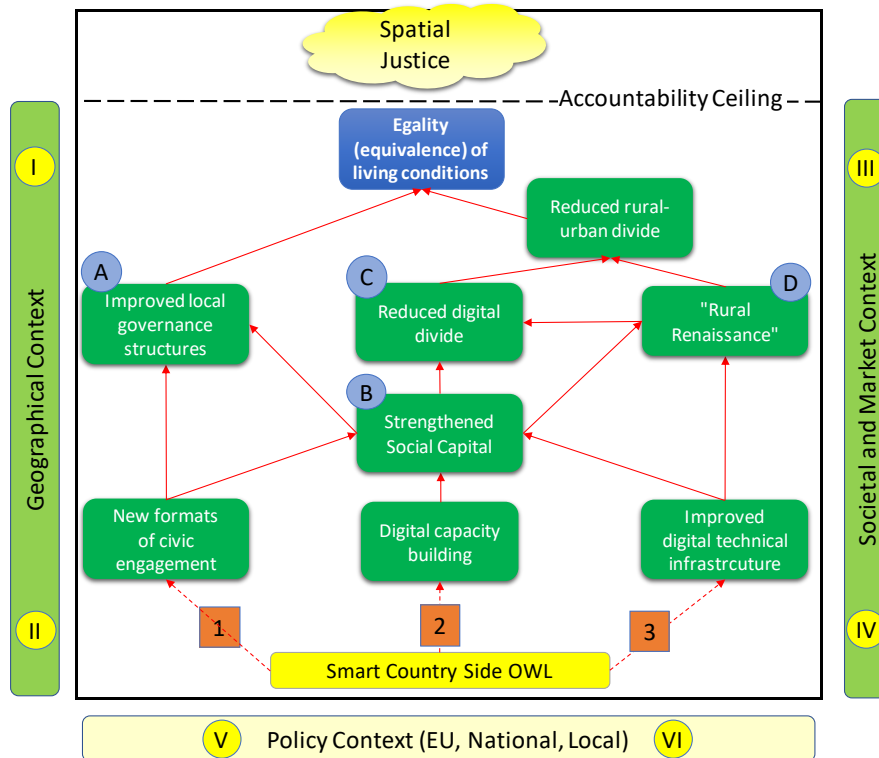 Spatial
Justice
Accountability Ceiling
Egality
(equivalence) of
living conditions
I
III
Reduced rural-
urban divide
A
C
D
Improved local
governance
structures
Reduced digital
divide
"Rural
Renaissance"
B
Strengthened
Social Capital
Geographical Context
Societal and Market Context
New formats
of civic
engagement
Digital capacity
building
Improved
digital technical
infrastrcuture
II
1
2
3
IV
Smart Country Side OWL
V
Policy Context (EU, National, Local)
VI